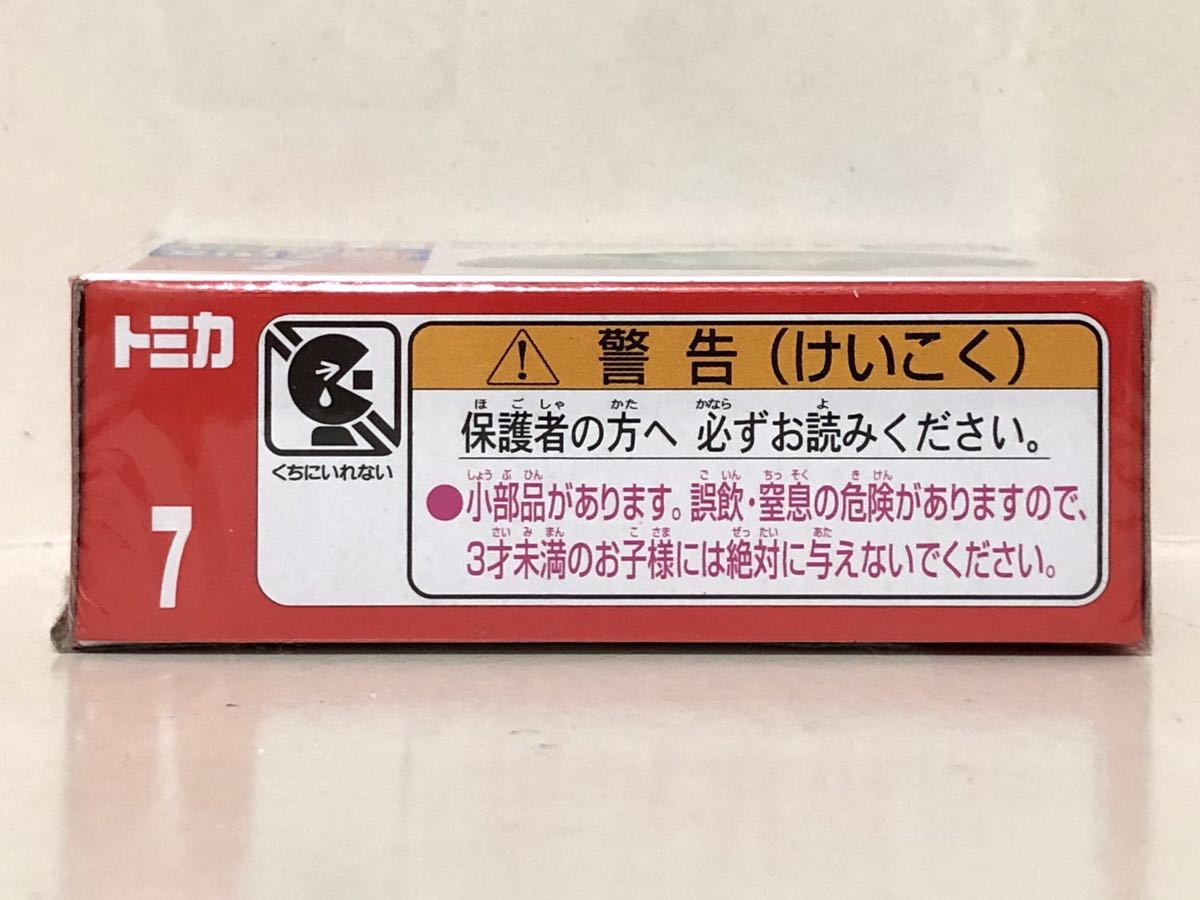 トミカ
7
くちにいれない
警告(けいこく)
ほごしゃ かた かなら よ
保護者の方へ 必ずお読みください。
しょうぶひん ごいん ちっそく きけん
●小部品があります。誤飲・窒息の危険がありますので、
さいみまん こさま ぜったい あた
3才未満のお子様には絶対に与えないでください。